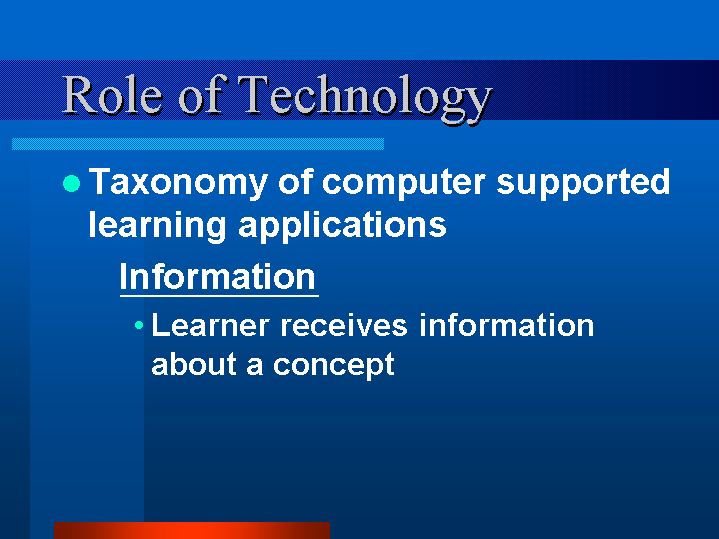 Role of Technology
Taxonomy of computer supported
learning applications
Information
• Learner receives information
about a concept